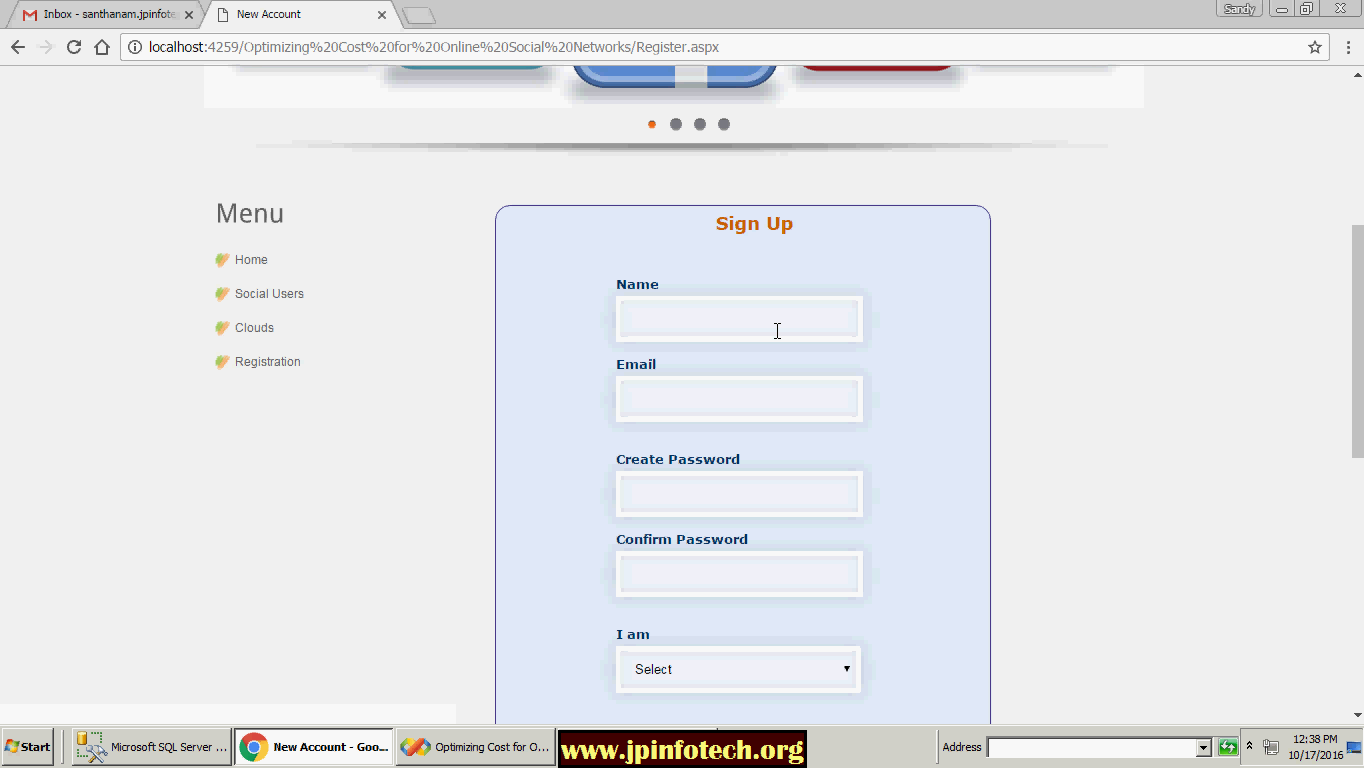 Inbox - santhanam.jpinfote
New Account
Sandy
localhost:4259/Optimizing%20Cost%20for%20Online%20Social%20Networks/Register.aspx
Menu
Home
Social Users
Clouds
Registration
Sign Up
Name
Email
Create Password
Confirm Password
I am
Select
Start
Microsoft SQL Server ...
New Account - Goo...
Optimizing Cost for O...
www.jpinfotech.org
Address
12:38 PM
10/17/2016